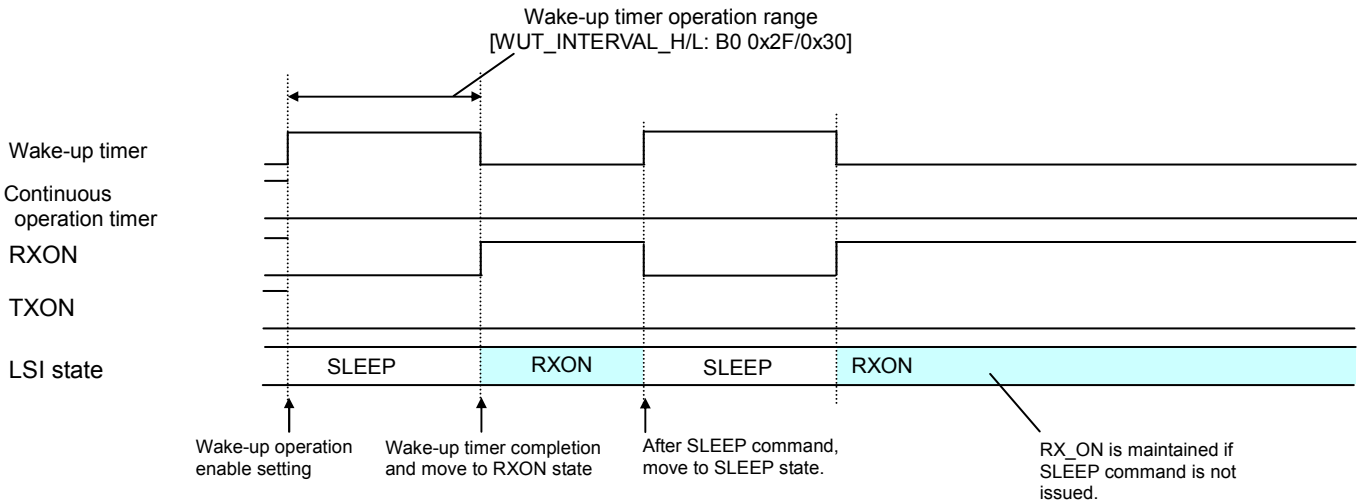 Wake-up timer operation range
[WUT_INTERVAL_H/L: B0 0x2F/0x30]
Wake-up timer
Continuous
operation timer
RXON
TXON
LSI state
SLEEP
RXON
SLEEP
RXON
Wake-up operation
enable setting
Wake-up timer completion
and move to RXON state
After SLEEP command,
move to SLEEP state.
RX_ON is maintained if
SLEEP command is not
issued.